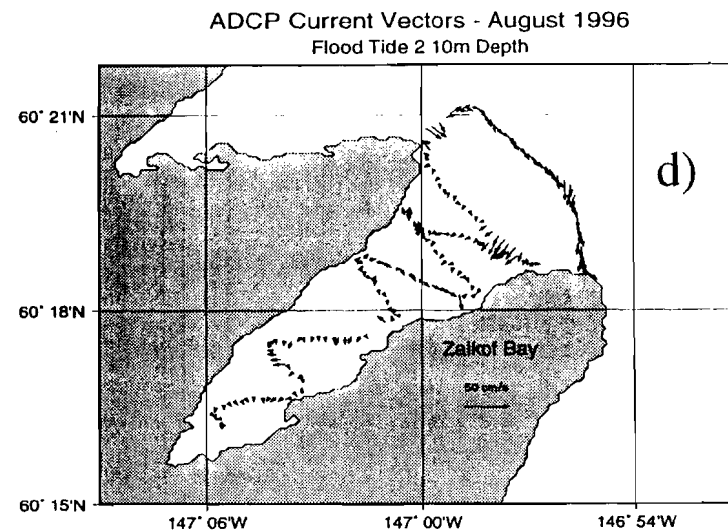 ADCP Current Vectors - August 1996
Flood Tide 2 10m Depth
60° 21'N
d)
60° 18'N
Zaikof Bay
50 cm/s
60° 15'N
147° 06'W 147° 00'W 146° 54'W